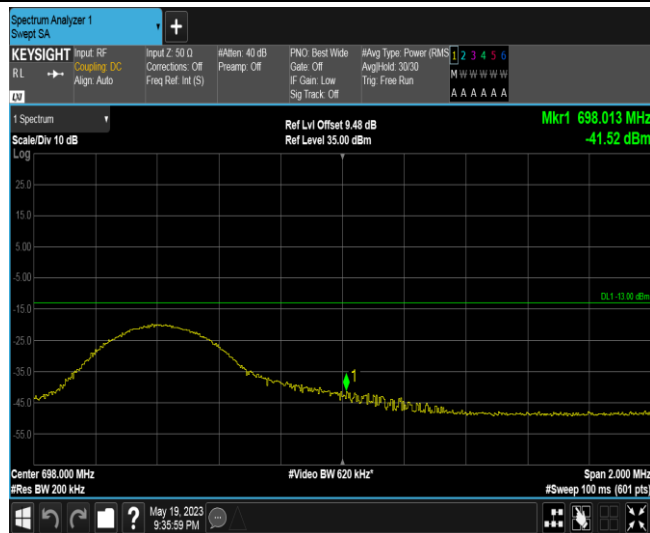 Spectrum Analyzer 1
Swept SA
KEYSIGHT
RL
LXI
Input: RF
Coupling: DC
Align: Auto
Input Z: 50 Ω
Corrections: Off
Freq Ref: Int (S)
#Atten: 40 dB
Preamp: Off
PNO: Best Wide
Gate: Off
IF Gain: Low
Sig Track: Off
#Avg Type: Power (RMS
Avg|Hold: 30/30
Trig: Free Run
1 2 3 4 5 6
M W W W W W
A A A A A A
1 Spectrum
Scale/Div 10 dB
Log
Ref Lvl Offset 9.48 dB
Ref Level 35.00 dBm
Mkr1 698.013 MHz
-41.52 dBm
25.0
15.0
5.00
-5.00
-15.0
-25.0
-35.0
-45.0
-55.0
DL1 -13.00 dBm
1
Center 698.000 MHz
#Res BW 200 kHz
#Video BW 620 kHz*
Span 2.000 MHz
#Sweep 100 ms (601 pts)
?
May 19, 2023
9:35:59 PM